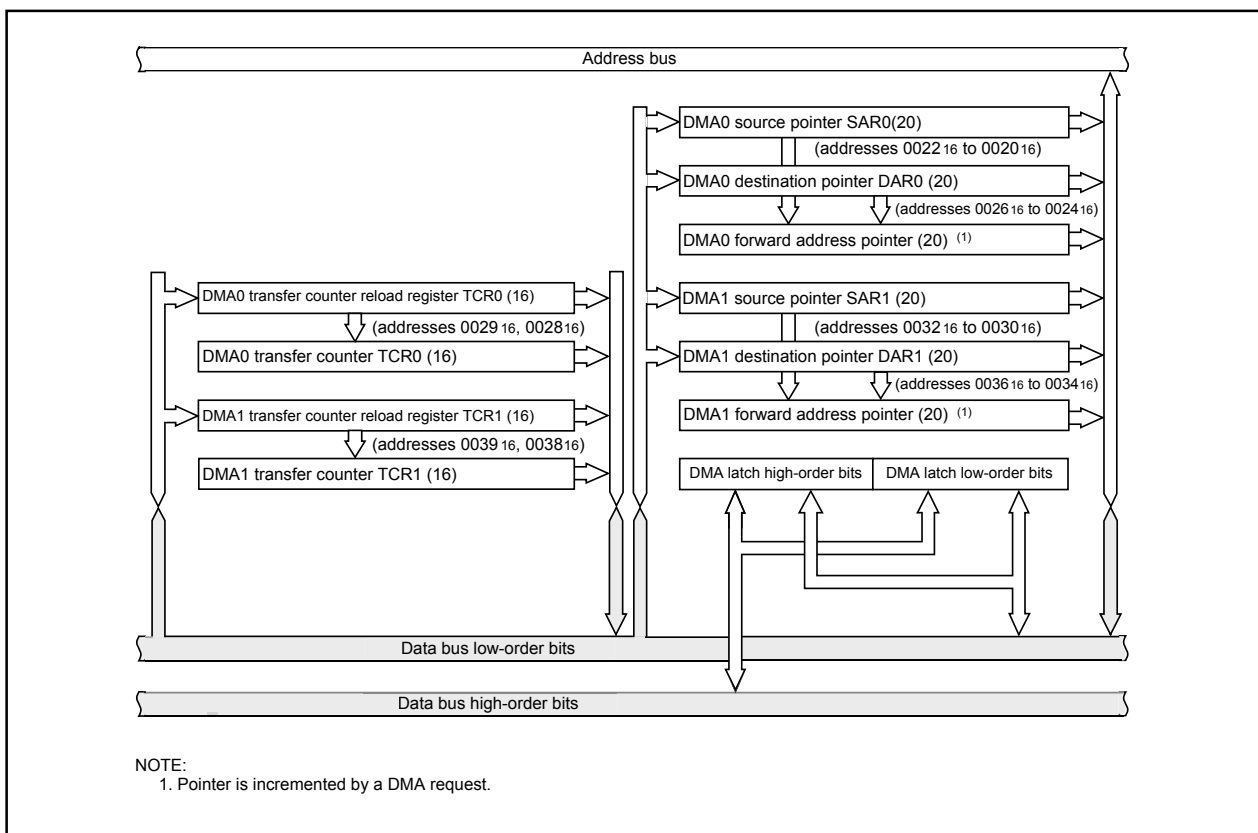 Address bus
DMA0 source pointer SAR0(20)
(addresses 0022 16 to 0020 16)
DMA0 destination pointer DAR0 (20)
(addresses 0026 16 to 0024 16)
DMA0 forward address pointer (20) (1)
DMA0 transfer counter reload register TCR0 (16)
(addresses 0029 16, 0028 16)
DMA0 transfer counter TCR0 (16)
DMA1 transfer counter reload register TCR1 (16)
(addresses 0039 16, 0038 16)
DMA1 transfer counter TCR1 (16)
DMA1 source pointer SAR1 (20)
(addresses 0032 16 to 0030 16)
DMA1 destination pointer DAR1 (20)
(addresses 0036 16 to 0034 16)
DMA1 forward address pointer (20) (1)
DMA latch high-order bits
DMA latch low-order bits
Data bus low-order bits
Data bus high-order bits
NOTE:
1. Pointer is incremented by a DMA request.